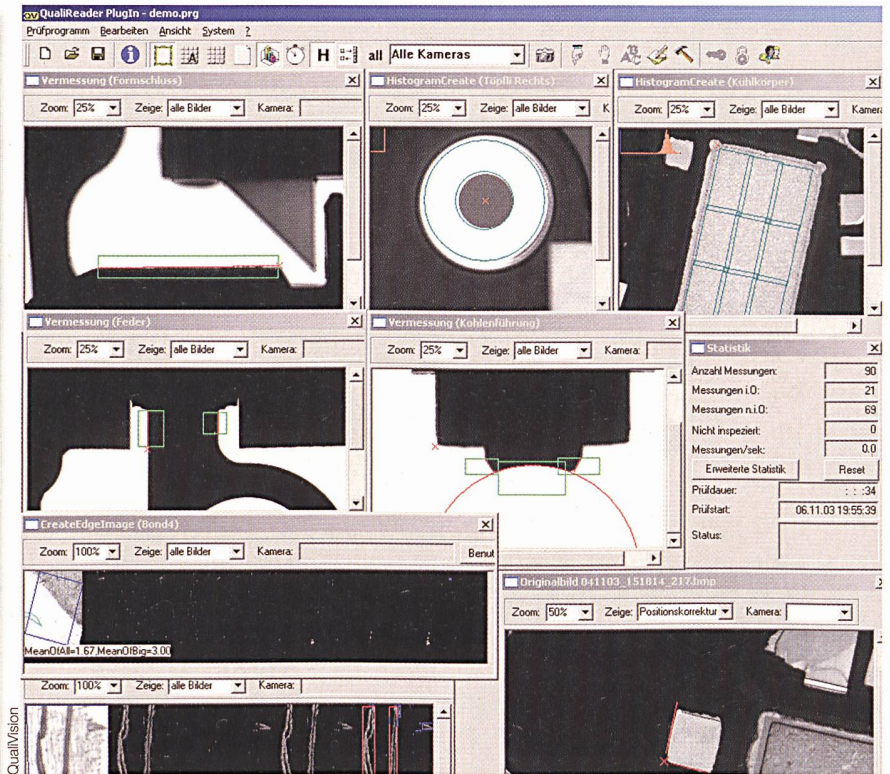 QualiReader PlugIn - demo.prg
Prüfprogramm Bearbeiten Ansicht System ?
H all Alle Kameras
Vermessung (Formschluss)
Zoom: 25% Zeige: alle Bilder Kamera:
HistogramCreate (Töpfli Rechts)
Zoom: 25% Zeige: alle Bilder K
HistogramCreate (Kühlkörper)
Zoom: 25% Zeige: alle Bilder Kamera
Vermessung (Feder)
Zoom: 25% Zeige: alle Bilder Kamera:
Vermessung (Kohlenführung)
Zoom: 25% Zeige: alle Bilder Kamera:
Statistik
Anzahl Messungen: 90
Messungen i.O: 21
Messungen n.i.O: 69
Nicht inspeziert: 0
Messungen/sek: 0,0
Erweiterte Statistik Reset
Prüfdauer: : : :34
Prüfstart: 06.11.03 19:55:39
Status:
CreateEdgeImage (Bond4)
Zoom: 100% Zeige: alle Bilder Kamera: Benut
MeanOfAll=1.67,MeanOfBig=3.00
Zoom: 100% Zeige: alle Bilder Kamera:
Originalbild 041103_151814_217.bmp
Zoom: 50% Zeige: Positionskorrektur Kamera:
QualiVision